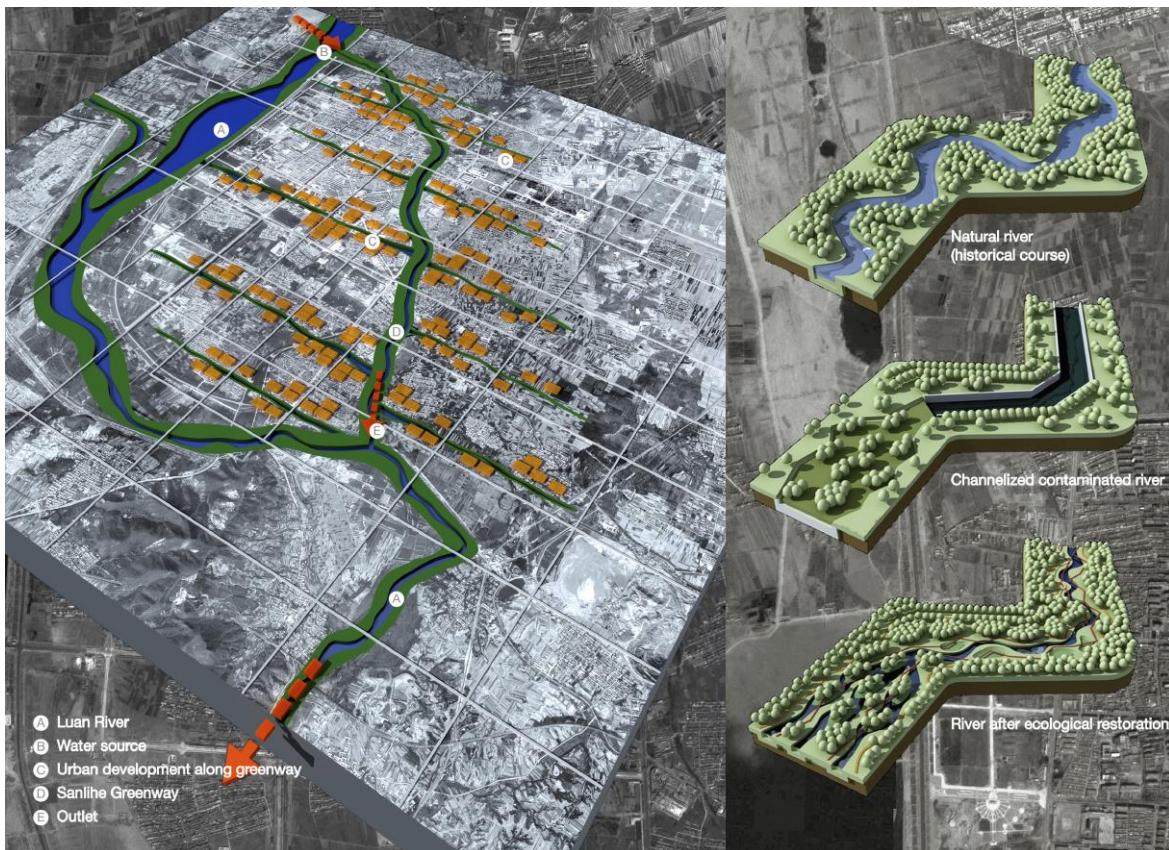 B
A
C
C
D
E
A
A Luan River
B Water source
C Urban development along greenway
D Sanlihe Greenway
E Outlet
Natural river
(historical course)
Channelized contaminated river
River after ecological restoration